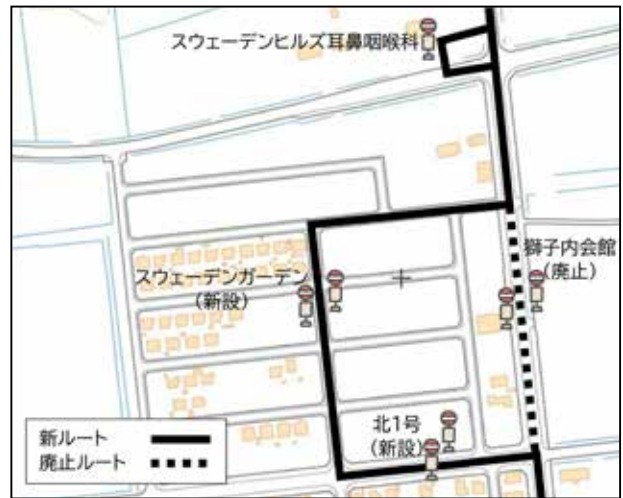 スウェーデンヒルズ耳鼻咽喉科
獅子内会館
(廃止)
スウェーデンガーデン
(新設)
北1号
(新設)
新ルート
廃止ルート